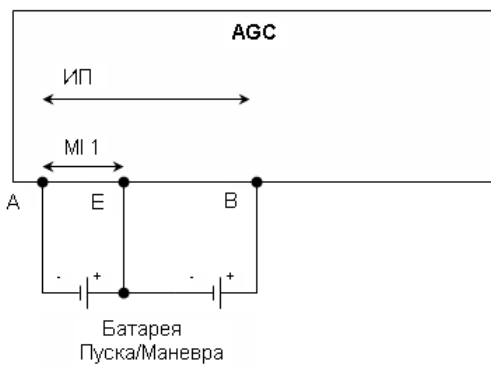 AGC
ИП
MI 1
A E B
- + - +
Батарея
Пуска/Маневра